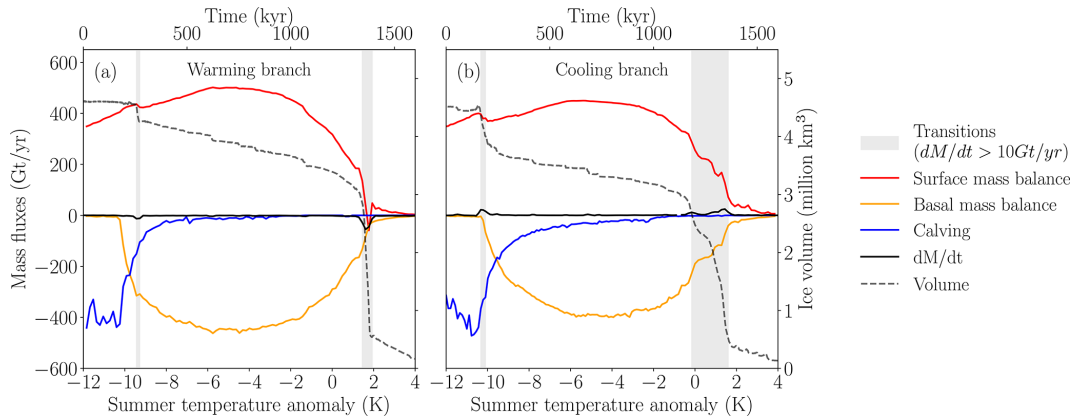 Time (kyr)
Time (kyr)
0 500 1000 1500
0 500 1000 1500
(a) Warming branch
(b) Cooling branch
Mass fluxes (Gt/yr)
600
400
200
0
−200
−400
−600
5
4
3
2
1
0
Ice volume (million km³)
−12 −10 −8 −6 −4 −2 0 2 4
−12 −10 −8 −6 −4 −2 0 2 4
Summer temperature anomaly (K)
Summer temperature anomaly (K)
Transitions
(dM/dt > 10Gt/yr)
Surface mass balance
Basal mass balance
Calving
dM/dt
Volume